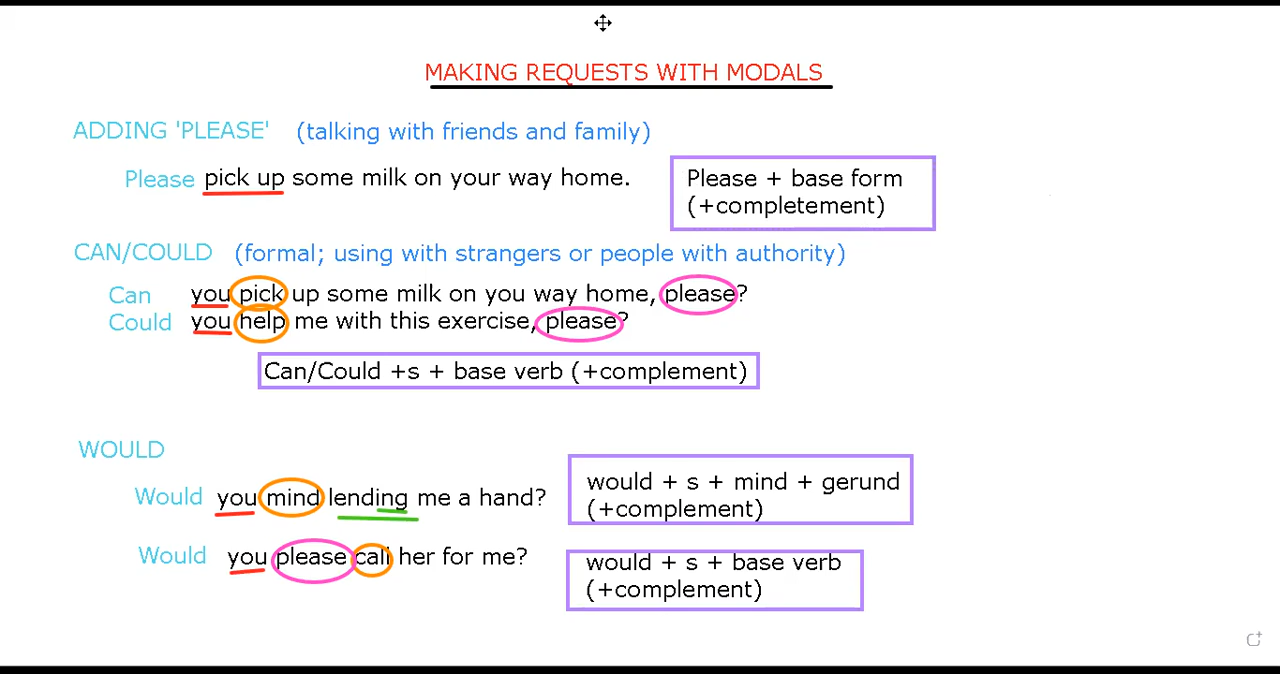 MAKING REQUESTS WITH MODALS
ADDING 'PLEASE' (talking with friends and family)
Please pick up some milk on your way home.
Please + base form
(+completement)
CAN/COULD (formal; using with strangers or people with authority)
Can you pick up some milk on you way home, please?
Could you help me with this exercise, please?
Can/Could +s + base verb (+complement)
WOULD
Would you mind lending me a hand?
would + s + mind + gerund
(+complement)
Would you please call her for me?
would + s + base verb
(+complement)